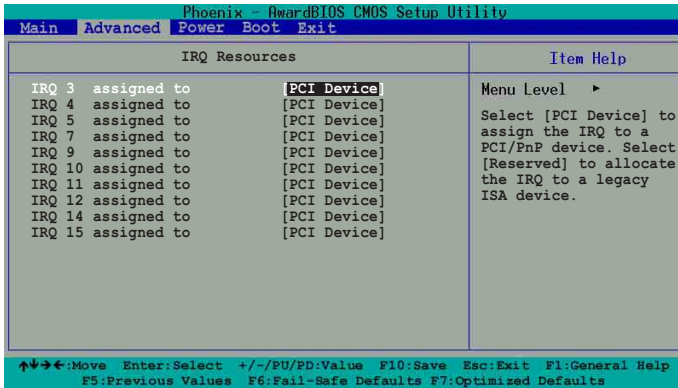 Phoenix - AwardBIOS CMOS Setup Utility
Main Advanced Power Boot Exit
IRQ Resources
Item Help
IRQ 3 assigned to [PCI Device]
IRQ 4 assigned to [PCI Device]
IRQ 5 assigned to [PCI Device]
IRQ 7 assigned to [PCI Device]
IRQ 9 assigned to [PCI Device]
IRQ 10 assigned to [PCI Device]
IRQ 11 assigned to [PCI Device]
IRQ 12 assigned to [PCI Device]
IRQ 14 assigned to [PCI Device]
IRQ 15 assigned to [PCI Device]
Menu Level ►
Select [PCI Device] to
assign the IRQ to a
PCI/PnP device. Select
[Reserved] to allocate
the IRQ to a legacy
ISA device.
↑↓→←:Move Enter:Select +/-/PU/PD:Value F10:Save Esc:Exit F1:General Help
F5:Previous Values F6:Fail-Safe Defaults F7:Optimized Defaults